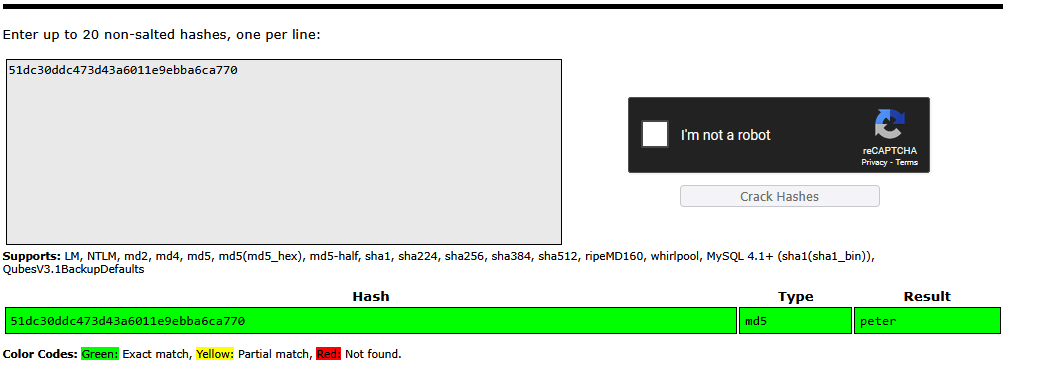 Enter up to 20 non-salted hashes, one per line:
51dc30ddc473d43a6011e9ebba6ca770
I'm not a robot
reCAPTCHA
Privacy - Terms
Crack Hashes
Supports: LM, NTLM, md2, md4, md5, md5(md5_hex), md5-half, sha1, sha224, sha256, sha384, sha512, ripeMD160, whirlpool, MySQL 4.1+ (sha1(sha1_bin)),
QubesV3.1BackupDefaults
Hash Type Result
51dc30ddc473d43a6011e9ebba6ca770 md5 peter
Color Codes: Green: Exact match, Yellow: Partial match, Red: Not found.